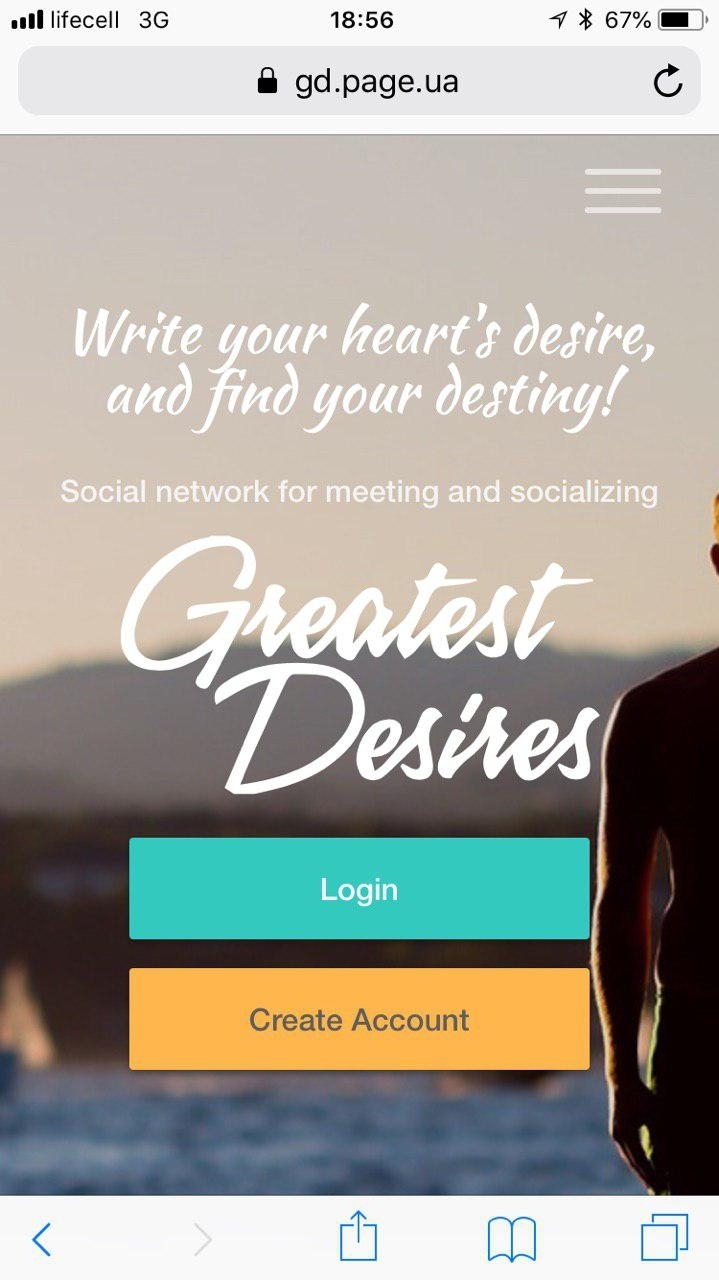 lifecell 3G 18:56 67%
gd.page.ua
Write your heart's desire,
and find your destiny!
Social network for meeting and socializing
Greatest
Desires
Login
Create Account